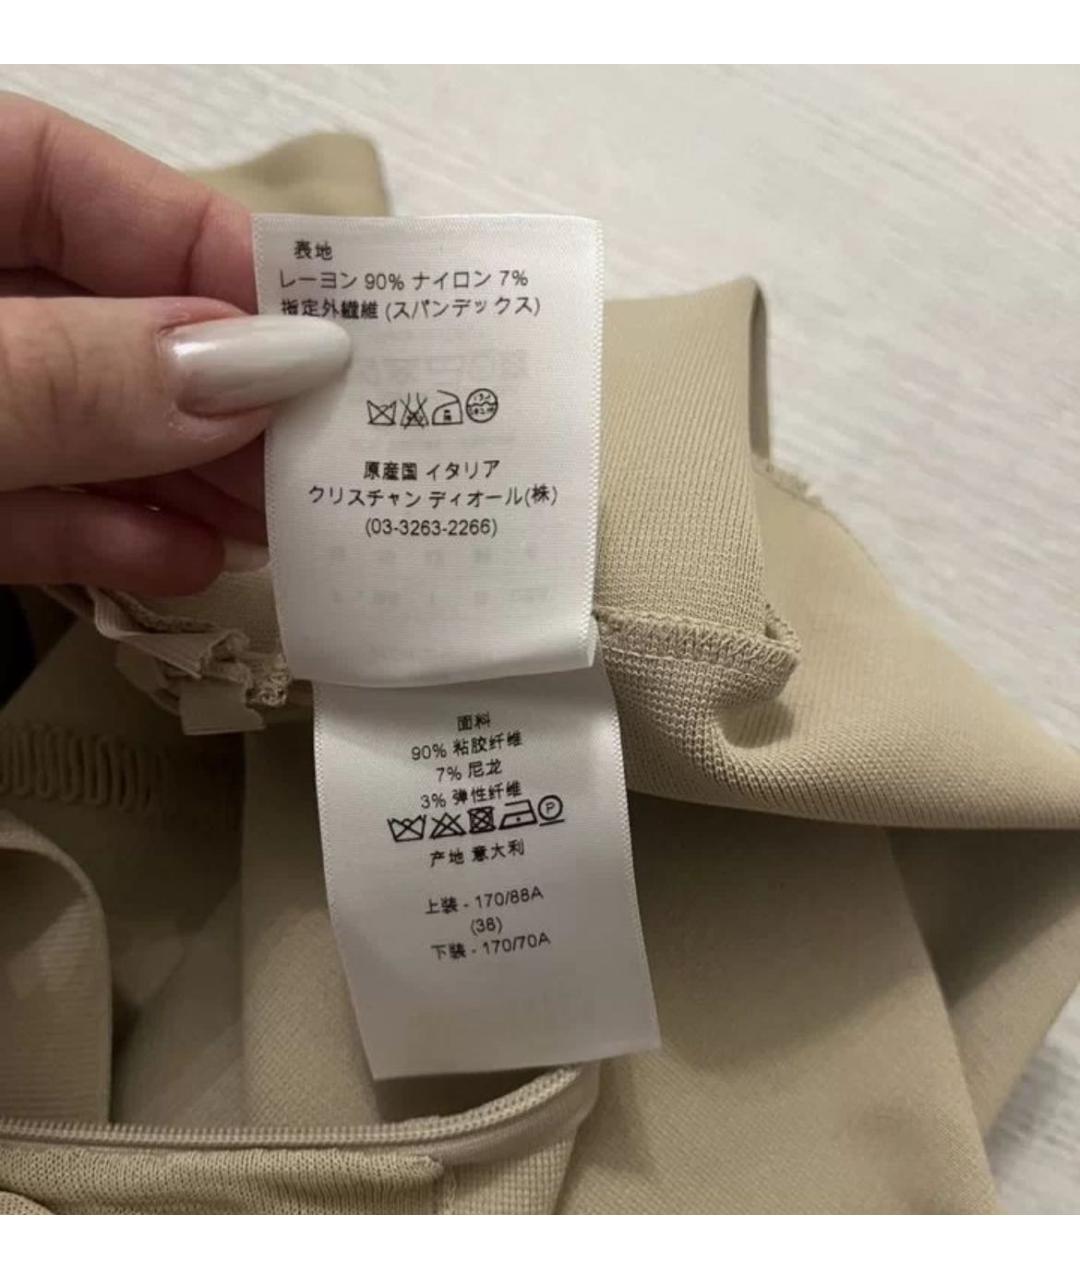 表地
レーヨン 90% ナイロン 7%
指定外繊維 (スパンデックス)
原産国 イタリア
クリスチャン ディオール(株)
(03-3263-2266)
面料
90% 粘胶纤维
7% 尼龙
3% 弹性纤维
P
产地 意大利
上装 - 170/88A
(38)
下装 - 170/70A